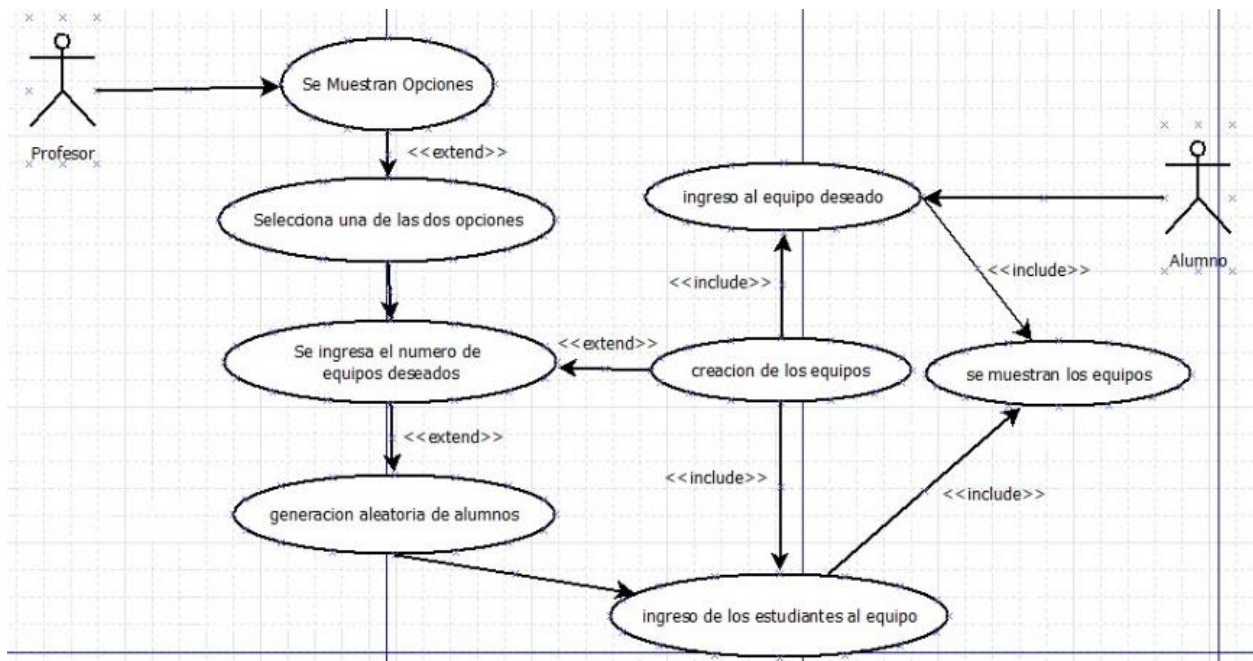 Profesor
Se Muestran Opciones
<<extend>>
Selecciona una de las dos opciones
Se ingresa el numero de
equipos deseados
<<extend>>
generacion aleatoria de alumnos
<<extend>>
ingreso al equipo deseado
<<include>>
creacion de los equipos
<<include>>
ingreso de los estudiantes al equipo
Alumno
<<include>>
se muestran los equipos
<<include>>